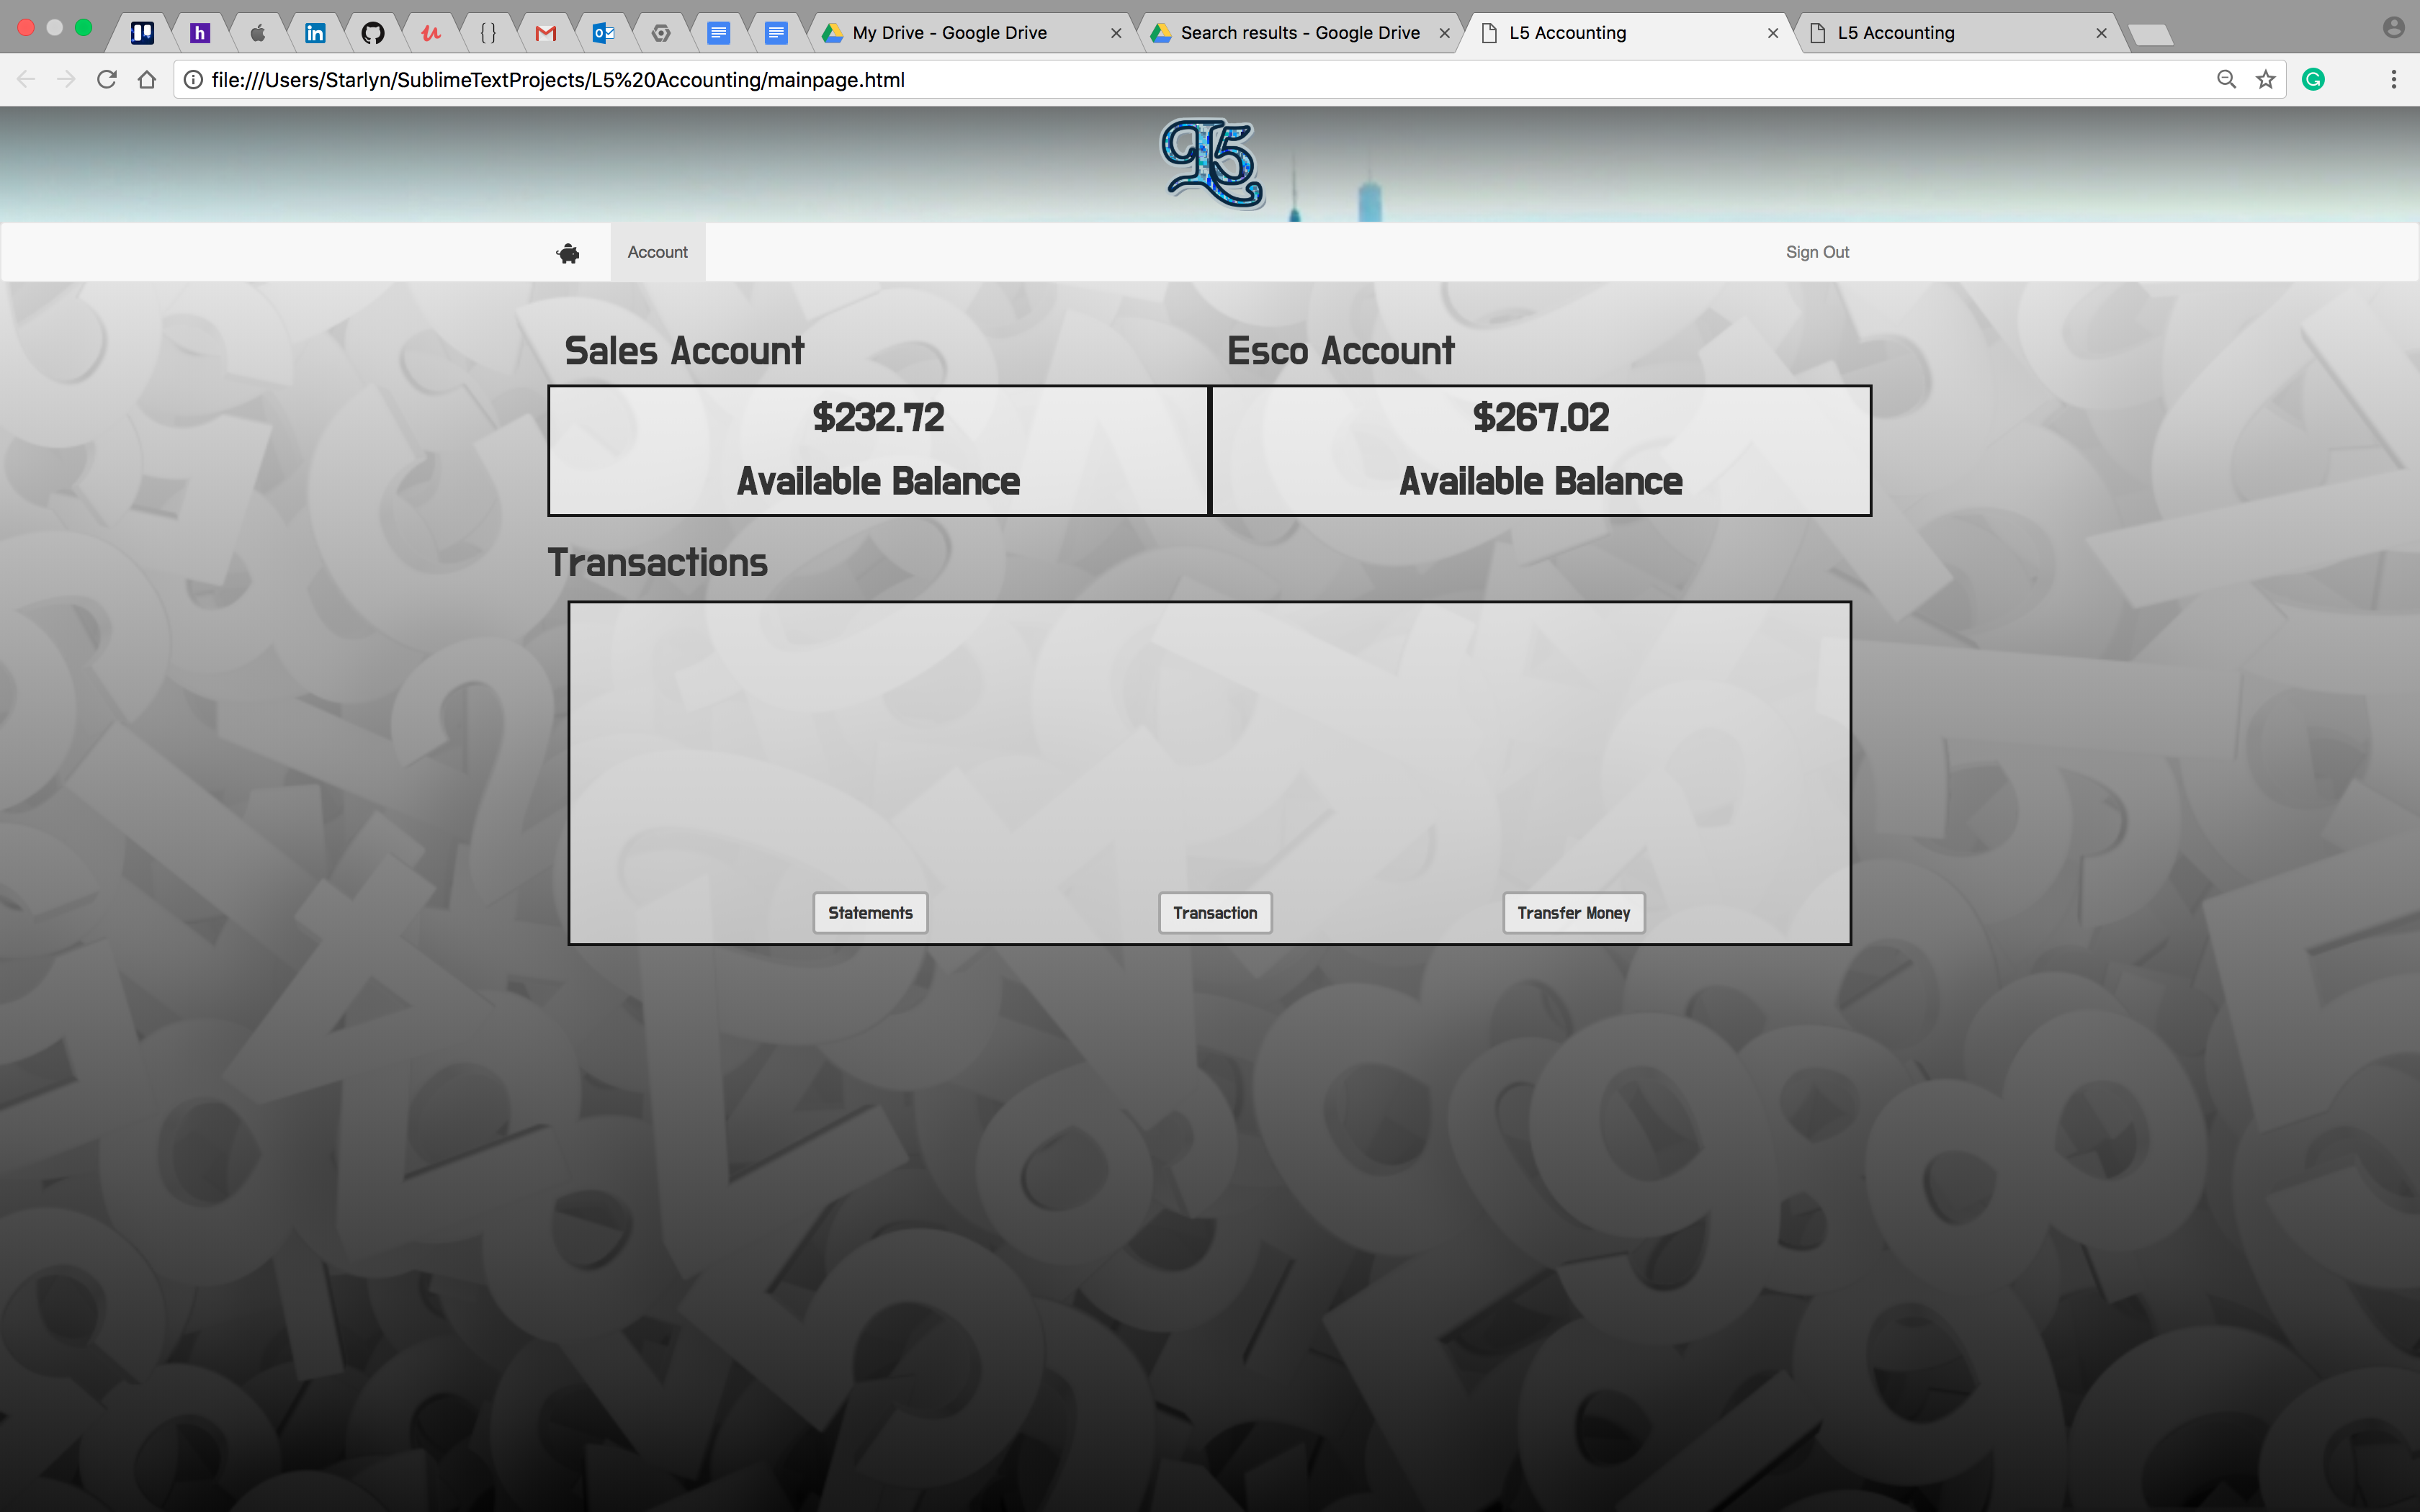 My Drive - Google Drive
Search results - Google Drive
L5 Accounting
L5 Accounting
file:///Users/Starlyn/SublimeTextProjects/L5%20Accounting/mainpage.html
L5
Account
Sign Out
Sales Account
Esco Account
$232.72
$267.02
Available Balance
Available Balance
Transactions
Statements
Transaction
Transfer Money